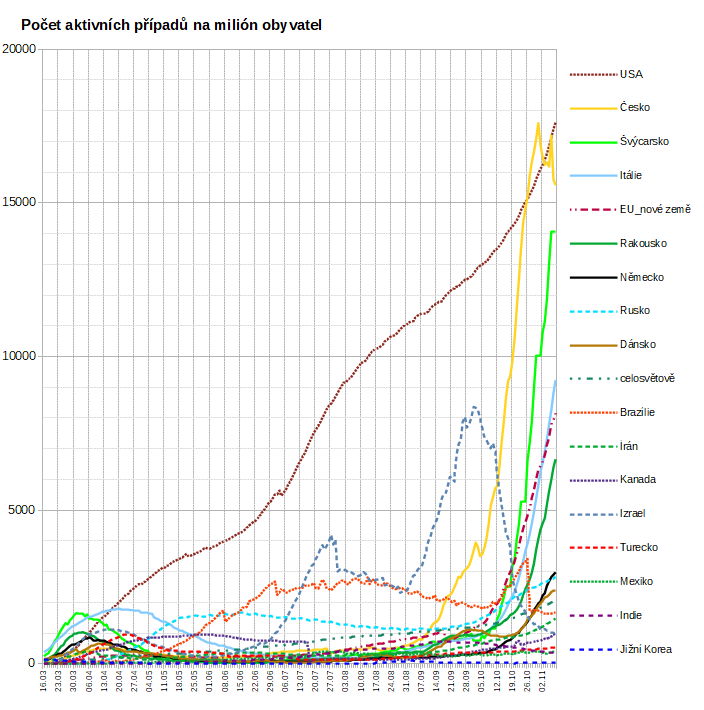 Počet aktivních případů na milión obyvatel
20000
15000
10000
5000
0
USA
Česko
Švýcarsko
Itálie
EU_nové země
Rakousko
Německo
Rusko
Dánsko
celosvětově
Brazílie
Írán
Kanada
Izrael
Turecko
Mexiko
Indie
Jižní Korea
16.03
23.03
30.03
06.04
13.04
20.04
27.04
04.05
11.05
18.05
25.05
01.06
08.06
15.06
22.06
29.06
06.07
13.07
20.07
27.07
03.08
10.08
17.08
24.08
31.08
07.09
14.09
21.09
28.09
05.10
12.10
19.10
26.10
02.11